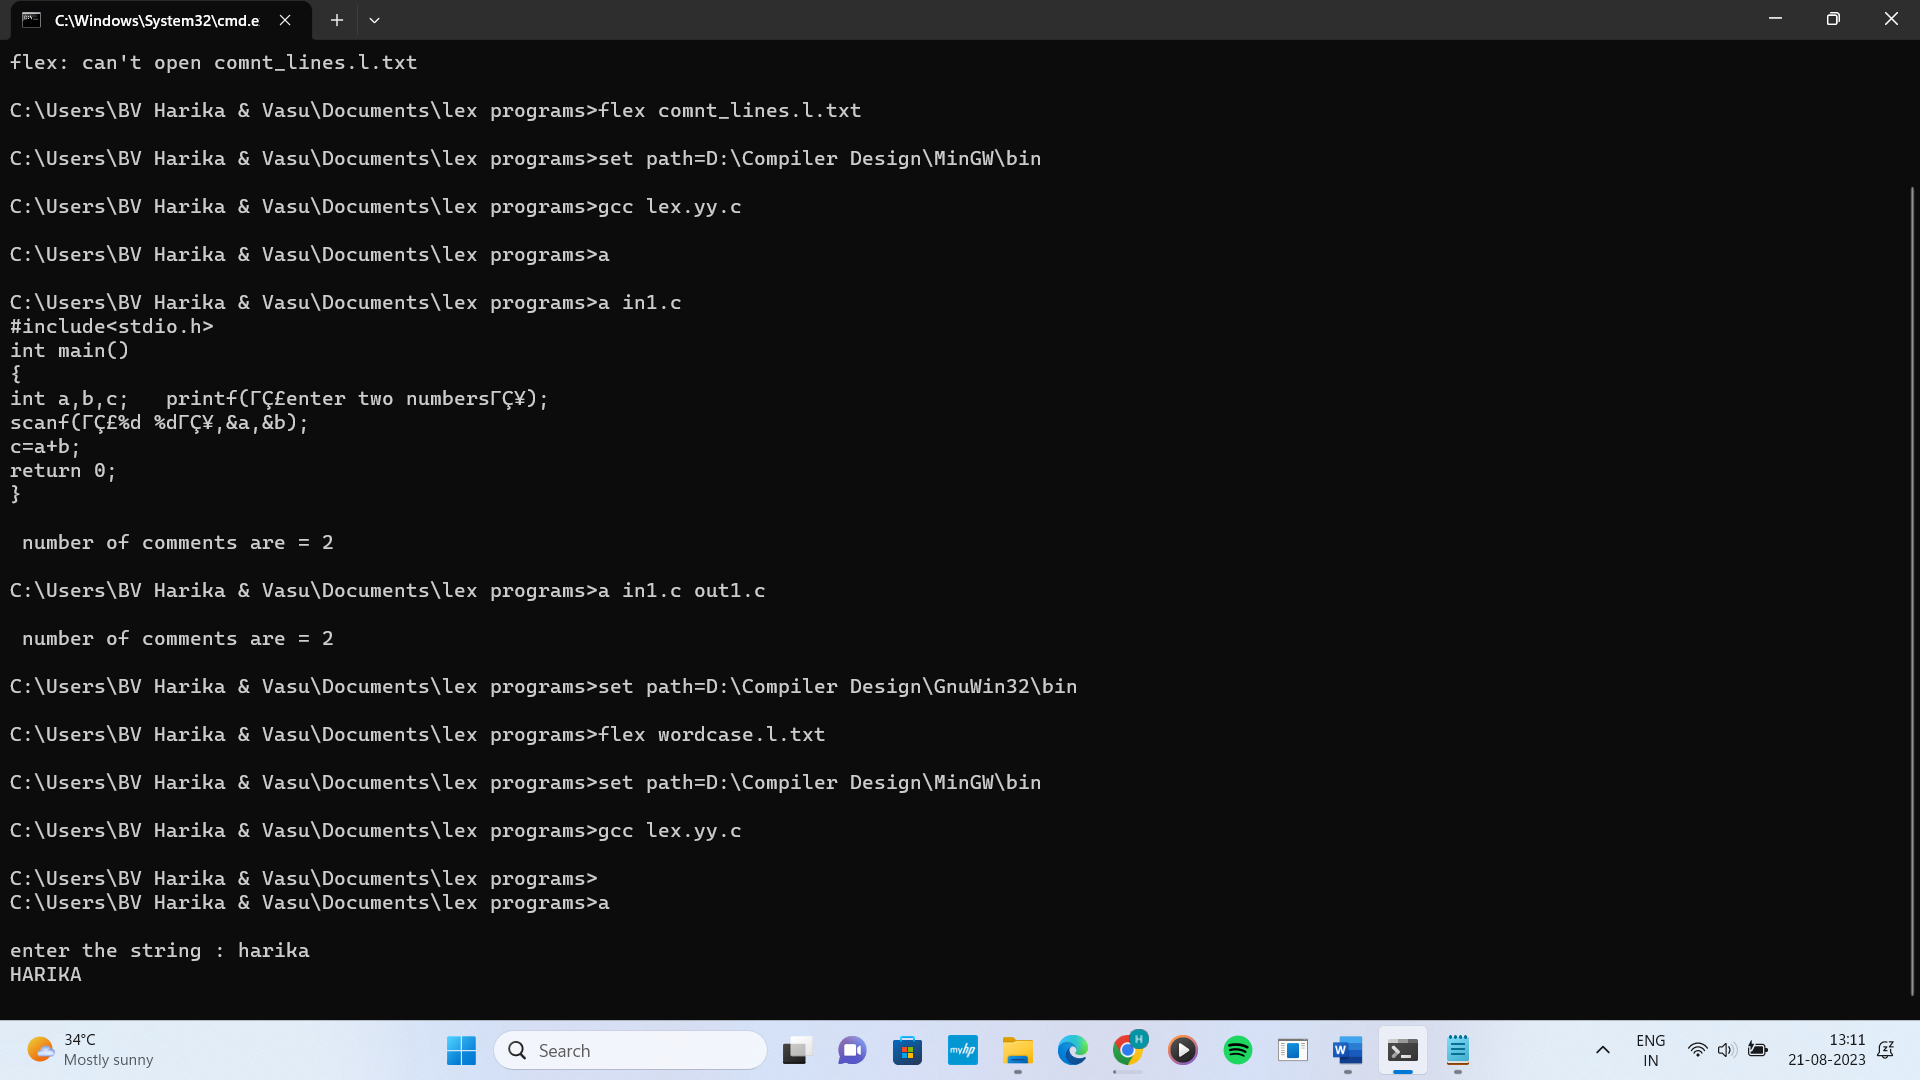 C:\Windows\System32\cmd.e
flex: can't open comnt_lines.l.txt
C:\Users\BV Harika & Vasu\Documents\lex programs>flex comnt_lines.l.txt
C:\Users\BV Harika & Vasu\Documents\lex programs>set path=D:\Compiler Design\MinGW\bin
C:\Users\BV Harika & Vasu\Documents\lex programs>gcc lex.yy.c
C:\Users\BV Harika & Vasu\Documents\lex programs>a
C:\Users\BV Harika & Vasu\Documents\lex programs>a in1.c
#include<stdio.h>
int main()
{
int a,b,c;   printf(ΓÇ£enter two numbersΓÇ¥);
scanf(ΓÇ£%d %dΓÇ¥,&a,&b);
c=a+b;
return 0;
}
number of comments are = 2
C:\Users\BV Harika & Vasu\Documents\lex programs>a in1.c out1.c
number of comments are = 2
C:\Users\BV Harika & Vasu\Documents\lex programs>set path=D:\Compiler Design\GnuWin32\bin
C:\Users\BV Harika & Vasu\Documents\lex programs>flex wordcase.l.txt
C:\Users\BV Harika & Vasu\Documents\lex programs>set path=D:\Compiler Design\MinGW\bin
C:\Users\BV Harika & Vasu\Documents\lex programs>gcc lex.yy.c
C:\Users\BV Harika & Vasu\Documents\lex programs>
C:\Users\BV Harika & Vasu\Documents\lex programs>a
enter the string : harika
HARIKA
34°C
Mostly sunny
Search
myhp
H
W
ENG
IN
13:11
21-08-2023